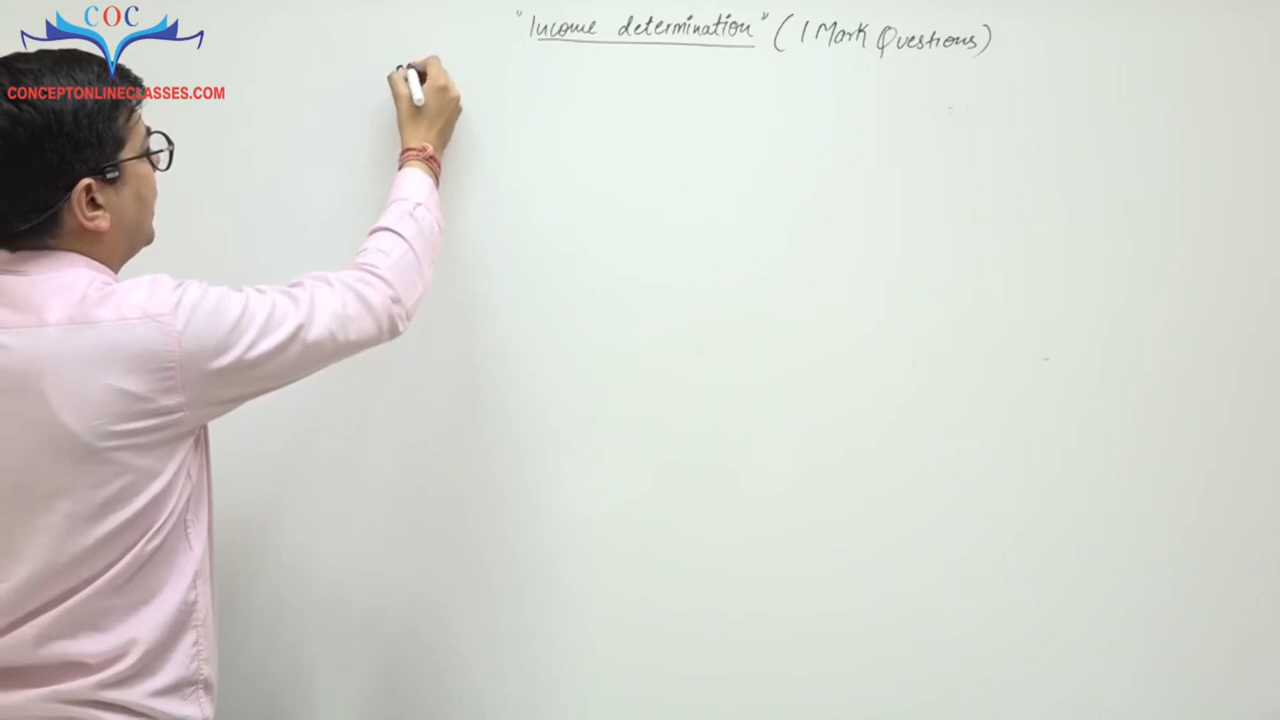 COC
CONCEPTONLINECLASSES.COM
"Income determination" (1 Mark Questions)